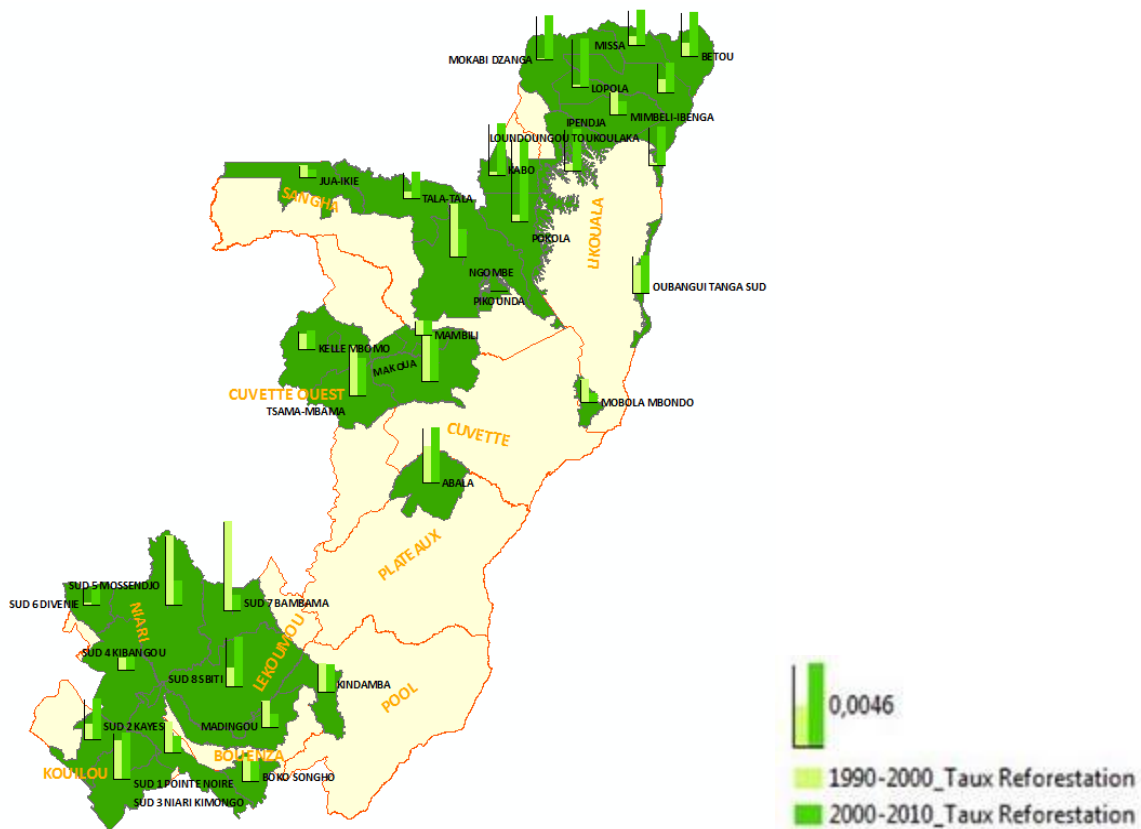 MISSA
BETOU
MOKABI DZANGA
LOPOLA
MIMBELI-IBENGA
IPENDJA
LOUNDOUNGOU TOUKOULAKA
KABO
JUA-IKIE
SANGHA
TALA-TALA
LIKOUALA
POKOLA
NGOMBE
OUBANGUI TANGA SUD
PIKOUNDA
MAMBILI
KELLE MBOMO
MAKOUA
CUVETTE OUEST
MOBOLA MBONDO
TSAMA-MBAMA
CUVETTE
ABALA
PLATEAUX
SUD 5 MOSSENDJO
SUD 6 DIVENIE
SUD 7 BAMBAMA
NIARI
LEKOUMOU
SUD 4 KIBANGOU
SUD 8 SBITI
KINDAMBA
POOL
SUD 2 KAYES
MADINGOU
BOUENZA
KOUILOU
BOKO SONGHO
SUD 1 POINTE NOIRE
SUD 3 NIARI KIMONGO
0,0046
1990-2000_Taux Reforestation
2000-2010_Taux Reforestation